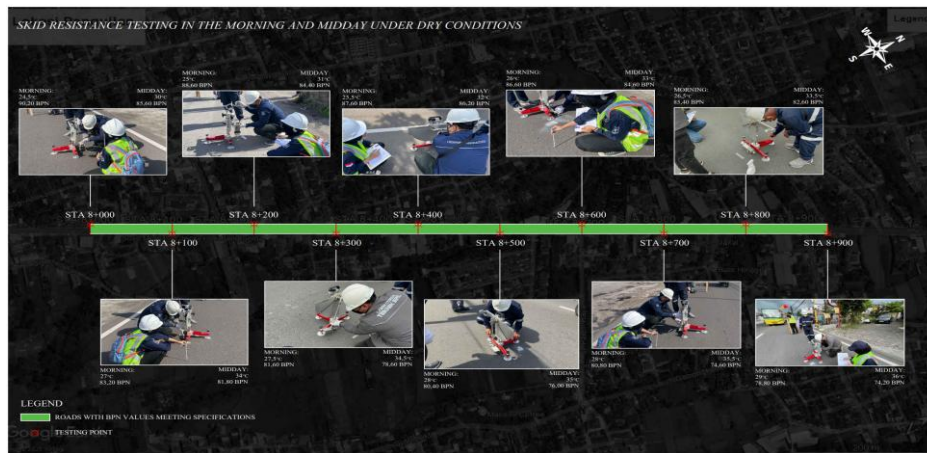 SKID RESISTANCE TESTING IN THE MORNING AND MIDDAY UNDER DRY CONDITIONS
Legend
MORNING:
24,5°c
90,20 BPN
MIDDAY:
30°c
85,60 BPN
MORNING:
25°c
88,60 BPN
MIDDAY:
31°c
84,40 BPN
MORNING:
25,5°c
87,60 BPN
MIDDAY:
32°c
80,20 BPN
MORNING:
26°c
86,60 BPN
MIDDAY:
33°c
84,60 BPN
MORNING:
26,5°c
85,40 BPN
MIDDAY:
33,5°c
82,60 BPN
W N
S E
STA 8+000
STA 8+200
STA 8+400
STA 8+600
STA 8+800
STA 8+100
STA 8+300
STA 8+500
STA 8+700
STA 8+900
MORNING:
27°c
83,20 BPN
MIDDAY:
34°c
81,80 BPN
MORNING:
27,5°c
81,60 BPN
MIDDAY:
34,5°c
78,60 BPN
MORNING:
28°c
80,40 BPN
MIDDAY:
35°c
76,00 BPN
MORNING:
28°c
80,80 BPN
MIDDAY:
35,5°c
74,60 BPN
MORNING:
29°c
78,80 BPN
MIDDAY:
36°c
74,20 BPN
LEGEND
ROADS WITH BPN VALUES MEETING SPECIFICATIONS
TESTING POINT